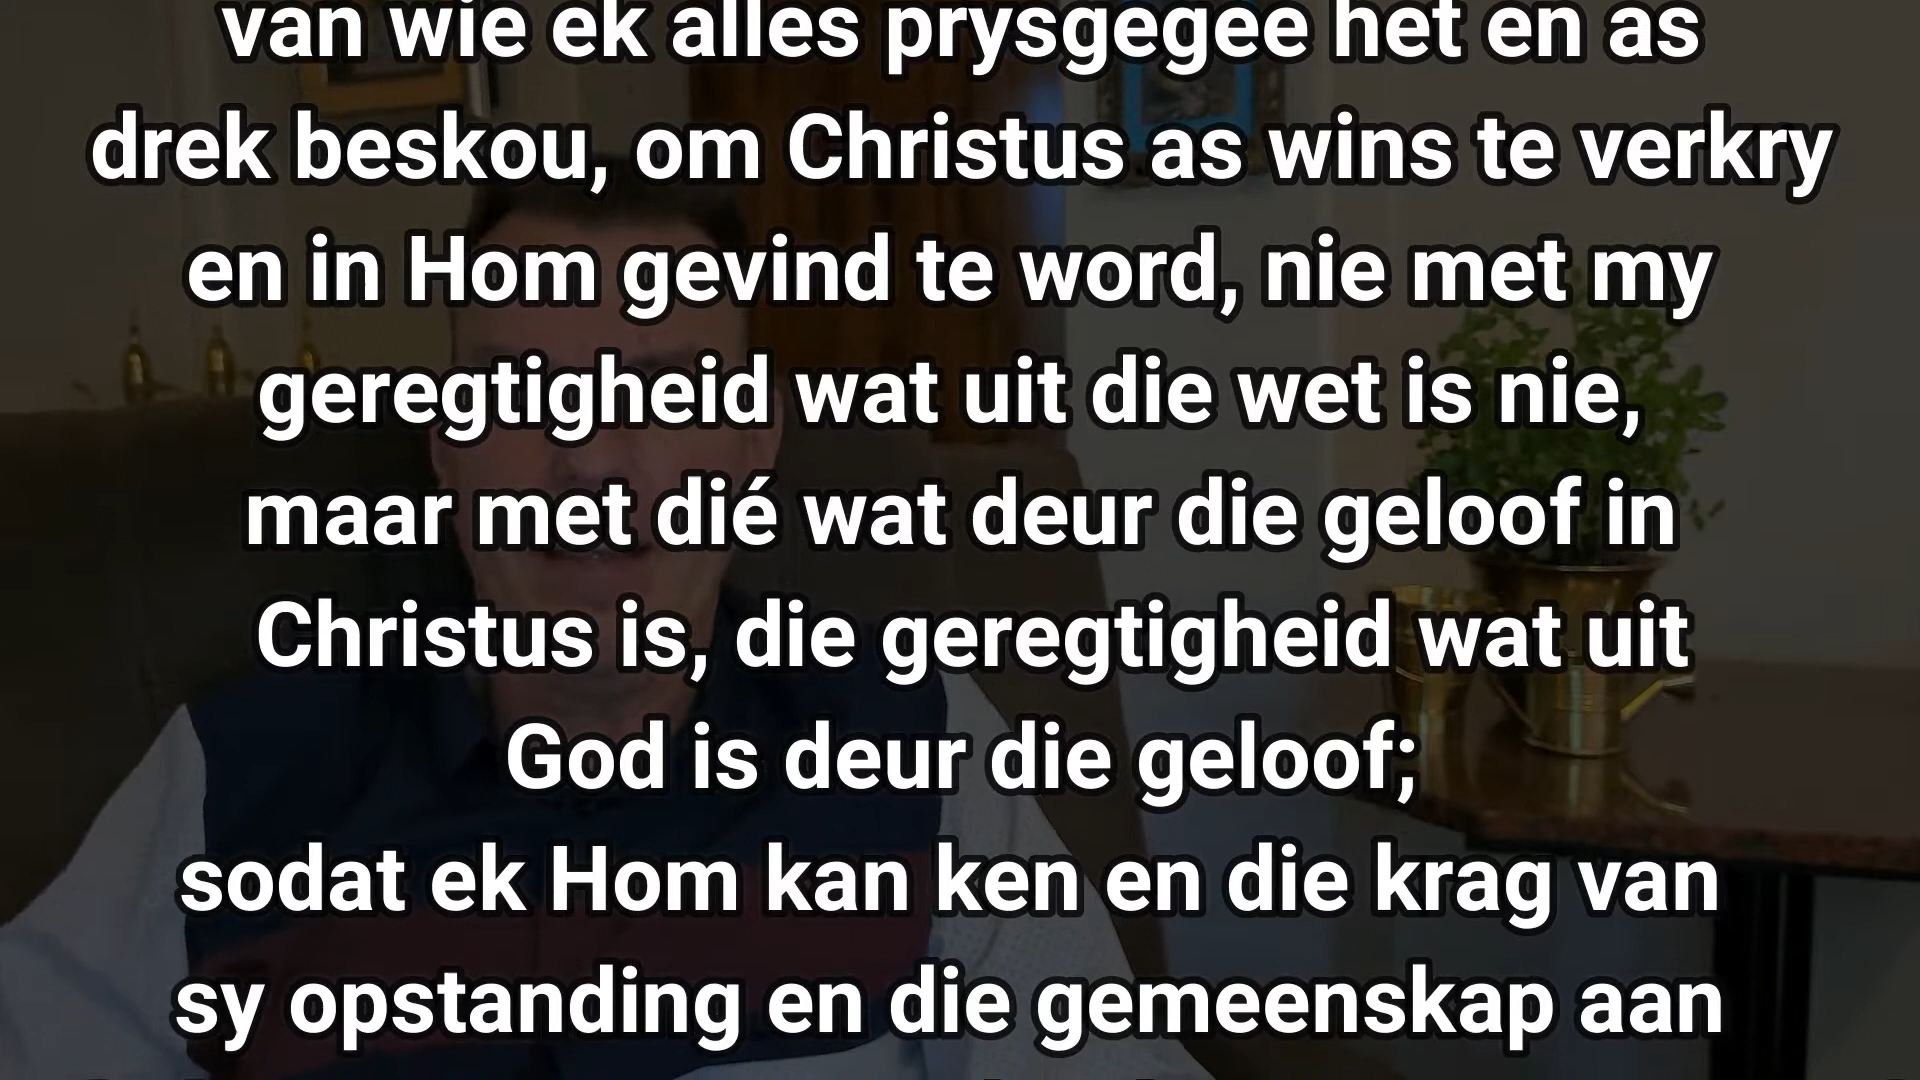 van wie ek alles prysgegee het en as
drek beskou, om Christus as wins te verkry
en in Hom gevind te word, nie met my
geregtigheid wat uit die wet is nie,
maar met dié wat deur die geloof in
Christus is, die geregtigheid wat uit
God is deur die geloof;
sodat ek Hom kan ken en die krag van
sy opstanding en die gemeenskap aan